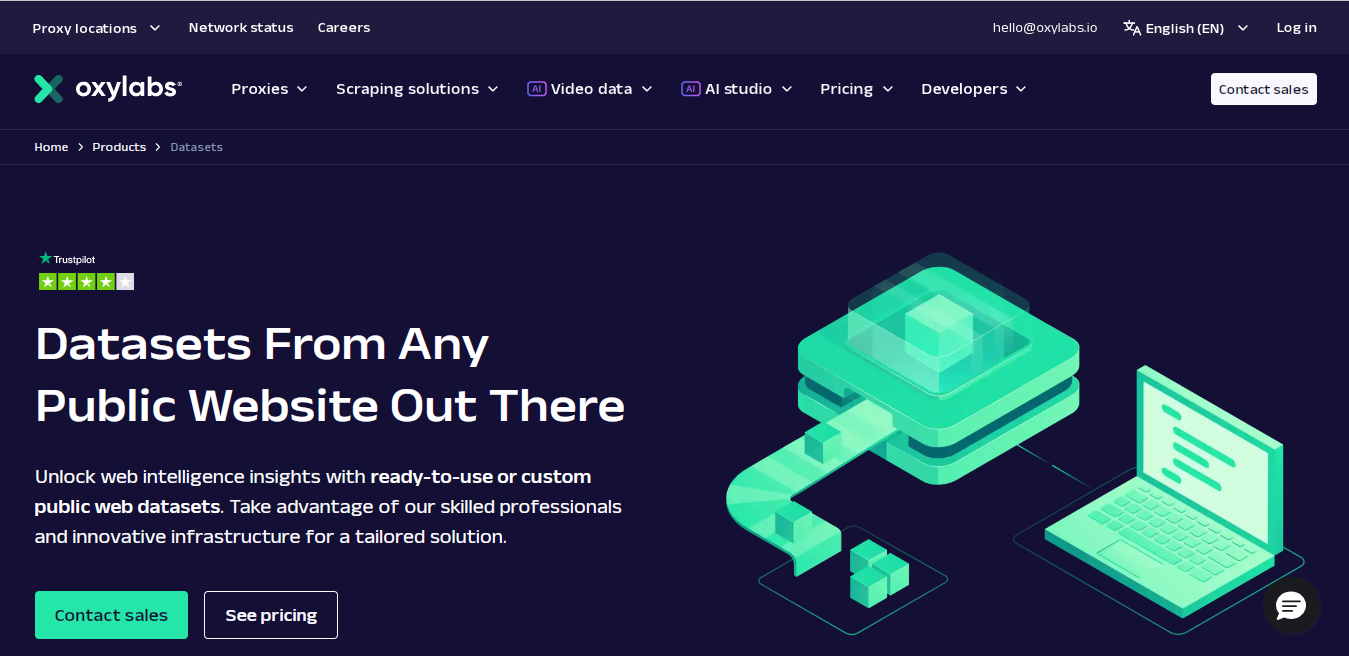 Proxy locations Network status Careers hello@oxylabs.io English (EN) Log in
oxylabs® Proxies Scraping solutions AI Video data AI AI studio Pricing Developers Contact sales
Home Products Datasets
Trustpilot
Datasets From Any
Public Website Out There
Unlock web intelligence insights with ready-to-use or custom
public web datasets. Take advantage of our skilled professionals
and innovative infrastructure for a tailored solution.
Contact sales See pricing